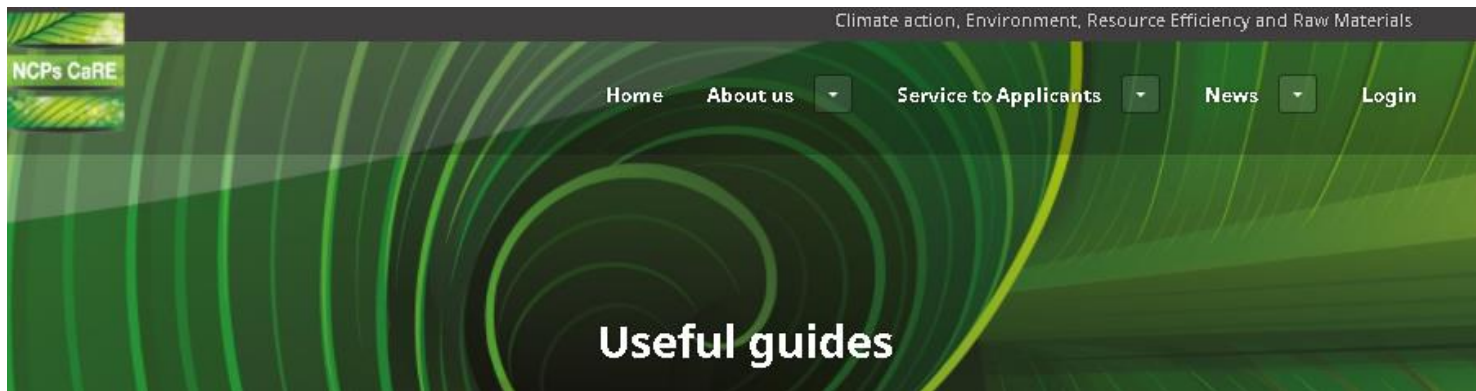 Climate action, Environment, Resource Efficiency and Raw Materials
NCPs CaRE
Home About us Service to Applicants News Login
Useful guides